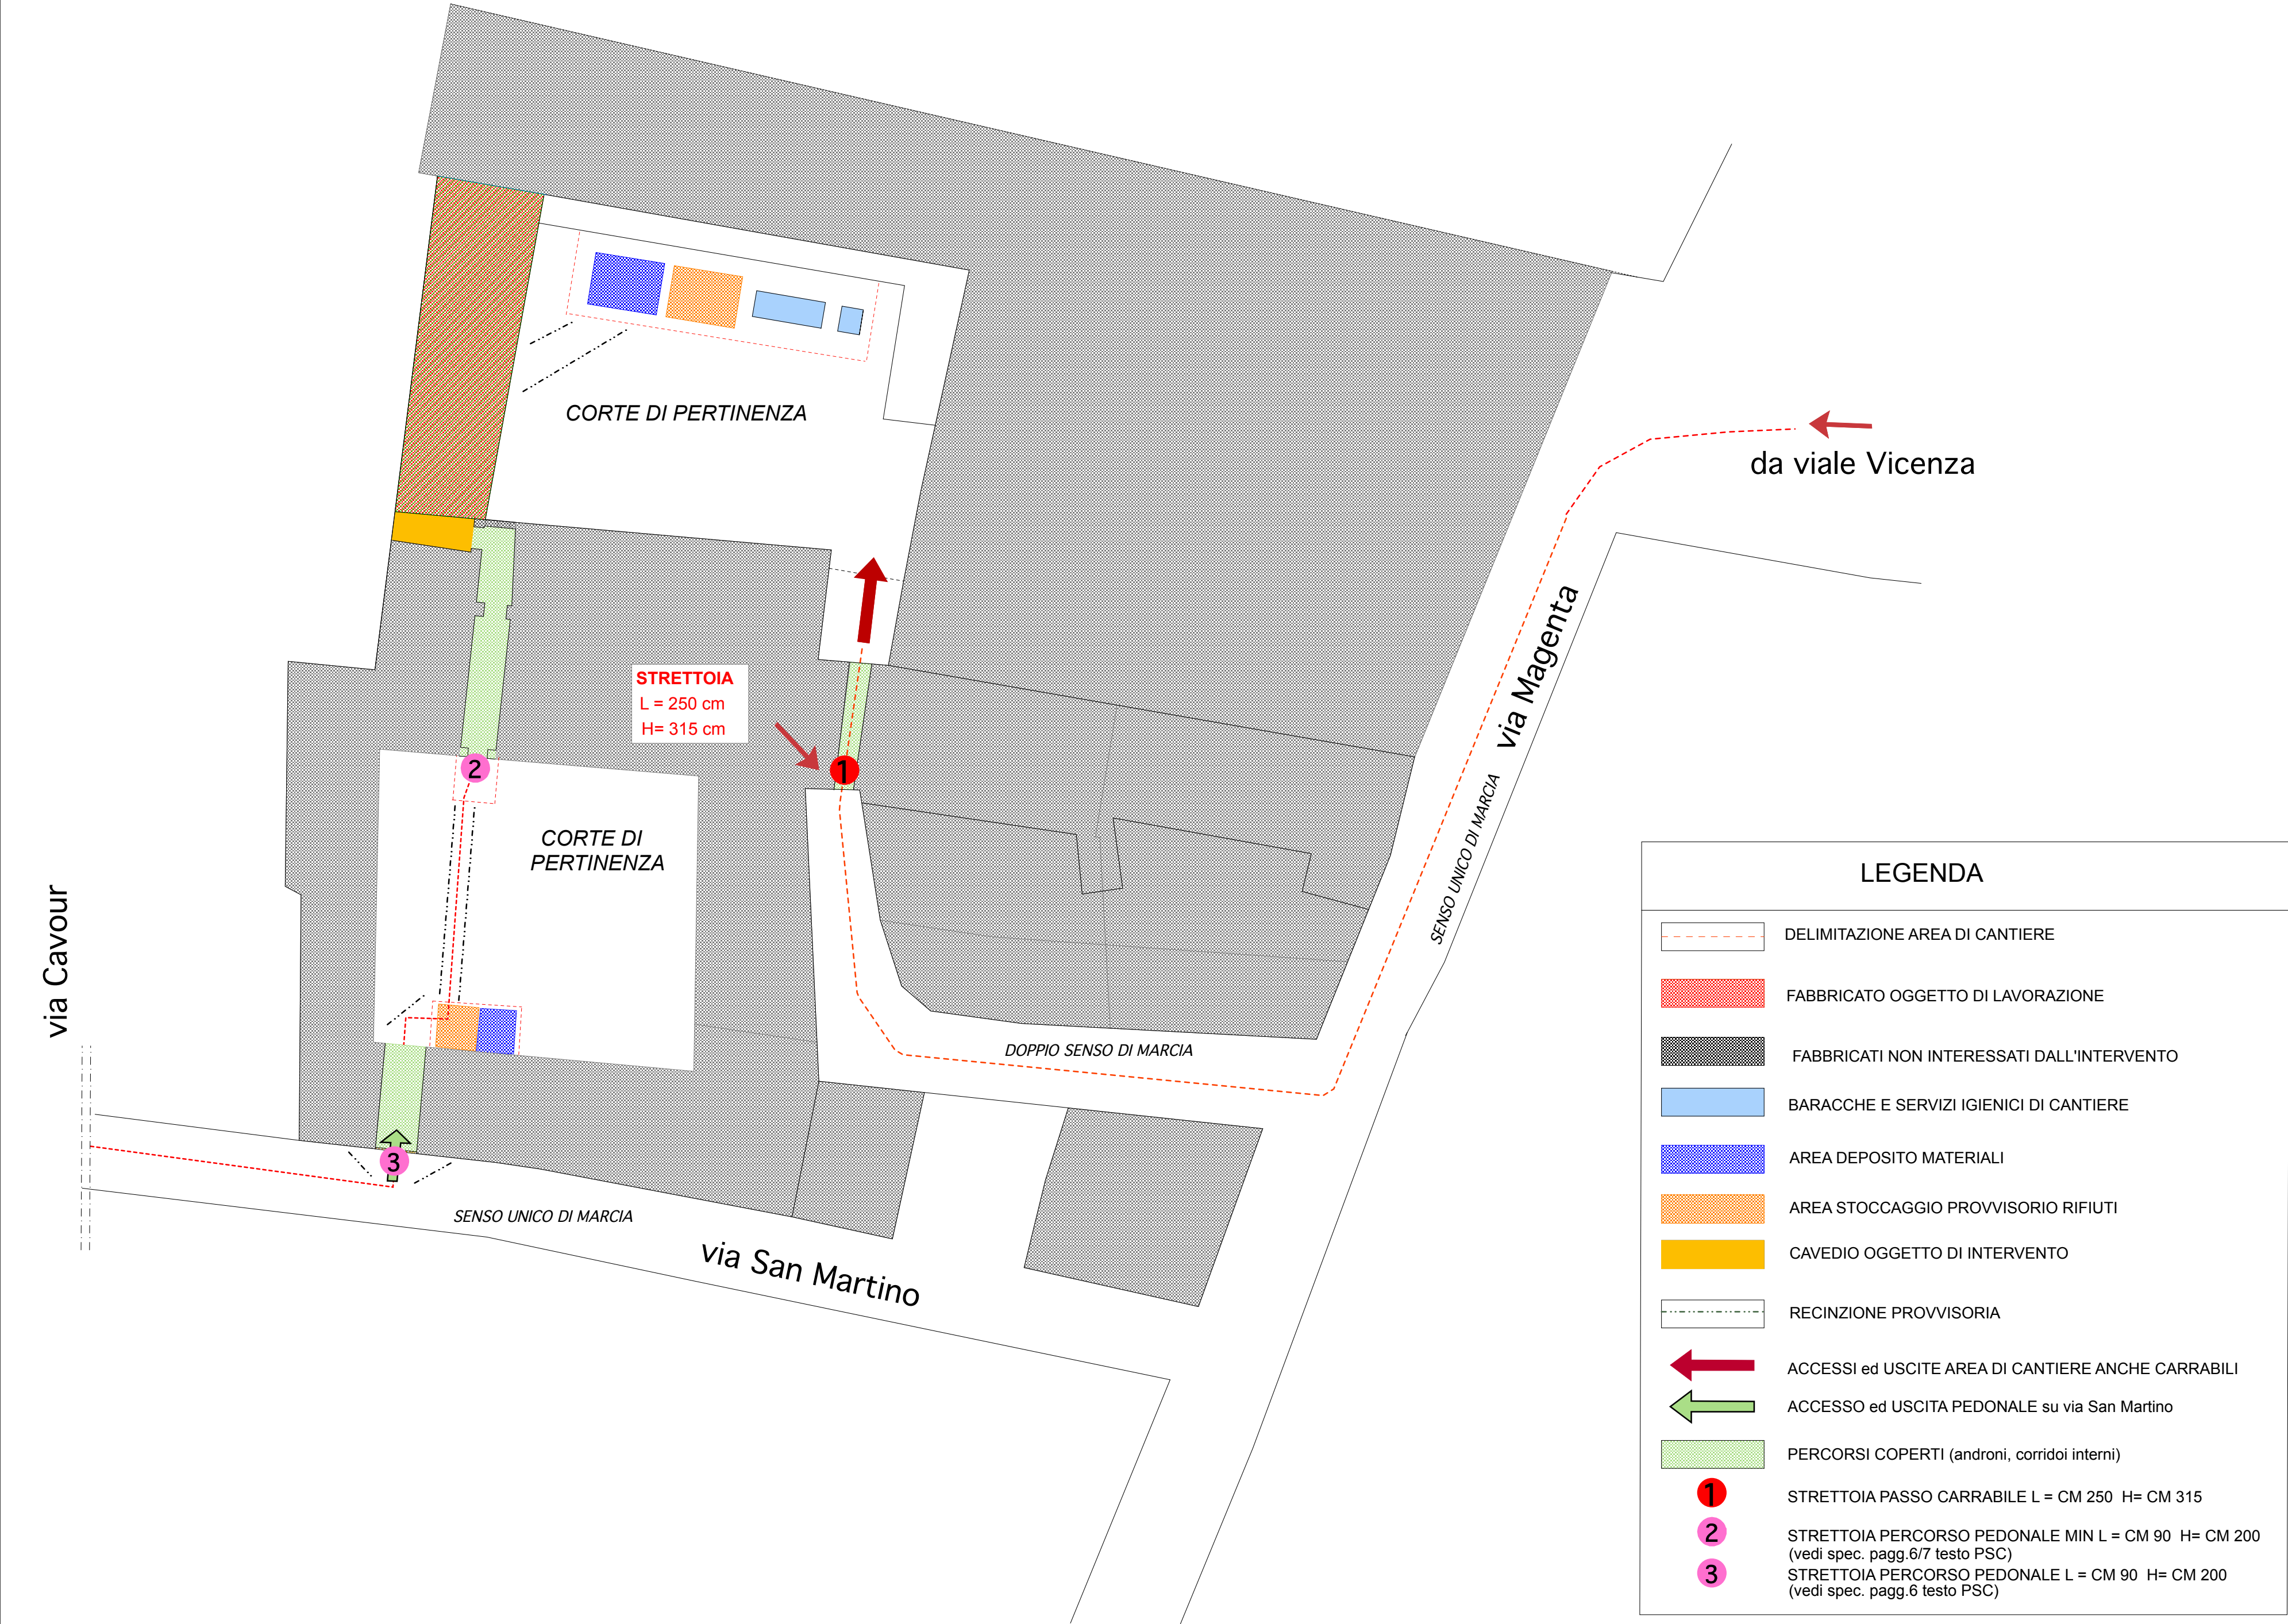 CORTE DI PERTINENZA
da viale Vicenza
via Magenta
SENSO UNICO DI MARCIA
STRETTOIA
L = 250 cm
H= 315 cm
1
2
CORTE DI
PERTINENZA
via Cavour
DOPPIO SENSO DI MARCIA
3
SENSO UNICO DI MARCIA
via San Martino
LEGENDA
DELIMITAZIONE AREA DI CANTIERE
FABBRICATO OGGETTO DI LAVORAZIONE
FABBRICATI NON INTERESSATI DALL'INTERVENTO
BARACCHE E SERVIZI IGIENICI DI CANTIERE
AREA DEPOSITO MATERIALI
AREA STOCCAGGIO PROVVISORIO RIFIUTI
CAVEDIO OGGETTO DI INTERVENTO
RECINZIONE PROVVISORIA
ACCESSI ed USCITE AREA DI CANTIERE ANCHE CARRABILI
ACCESSO ed USCITA PEDONALE su via San Martino
PERCORSI COPERTI (androni, corridoi interni)
1 STRETTOIA PASSO CARRABILE L = CM 250 H= CM 315
2 STRETTOIA PERCORSO PEDONALE MIN L = CM 90 H= CM 200
(vedi spec. pagg.6/7 testo PSC)
3 STRETTOIA PERCORSO PEDONALE L = CM 90 H= CM 200
(vedi spec. pagg.6 testo PSC)